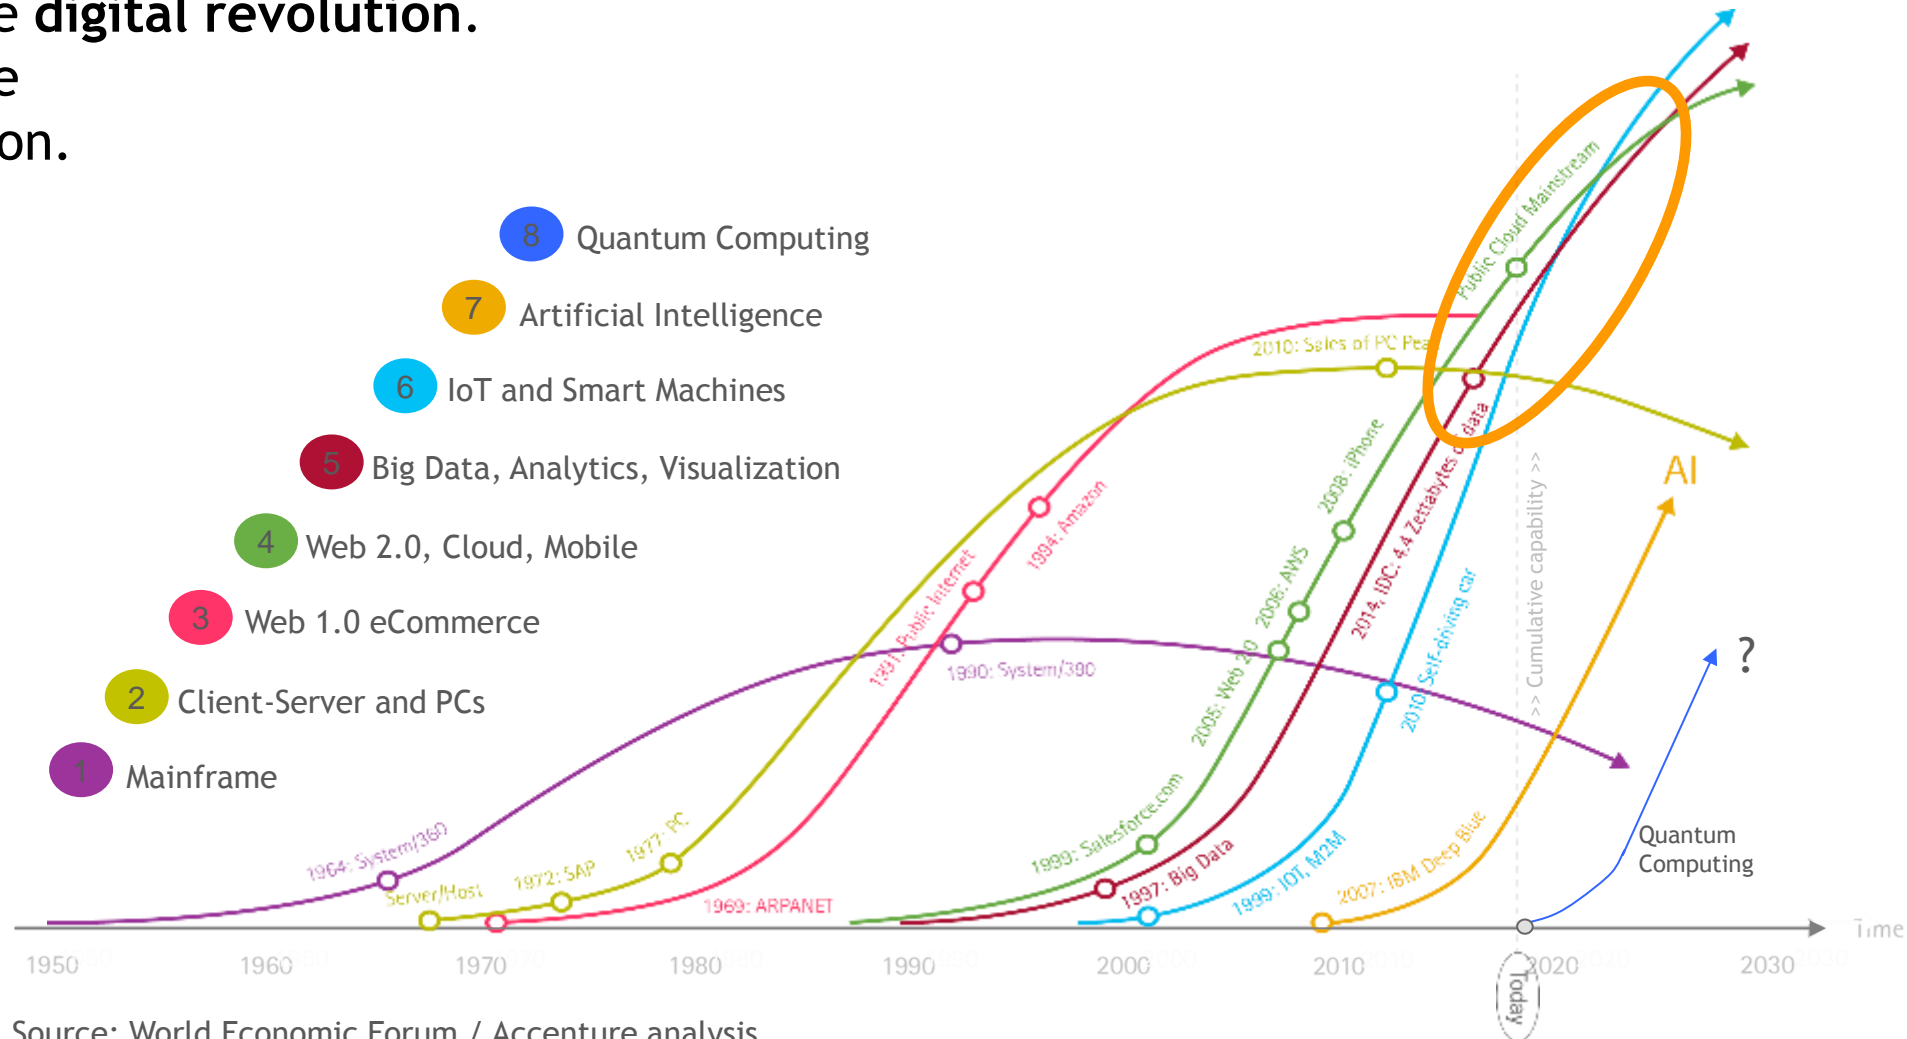 e digital revolution.
e
on.
8 Quantum Computing
7 Artificial Intelligence
6 IoT and Smart Machines
5 Big Data, Analytics, Visualization
4 Web 2.0, Cloud, Mobile
3 Web 1.0 eCommerce
2 Client-Server and PCs
1 Mainframe
Public Cloud Mainstream
2010: Sales of PC Pea
2008: iPhone
2014, IDC: 4.4 Zettabytes of data
AI
>> Cumulative capability >>
1994: Amazon
1991: Public Internet
2006: AWS
2005: Web 2.0
2010: Self-driving car
1990: System/390
?
1964: System/360
Server/Host
1972: SAP
1977: PC
1969: ARPANET
1999: Salesforce.com
1997: Big Data
1999: IOT, M2M
2007: IBM Deep Blue
Quantum
Computing
Time
1950 1960 1970 1980 1990 2000 2010 2020 2030
Today
Source: World Economic Forum / Accenture analysis